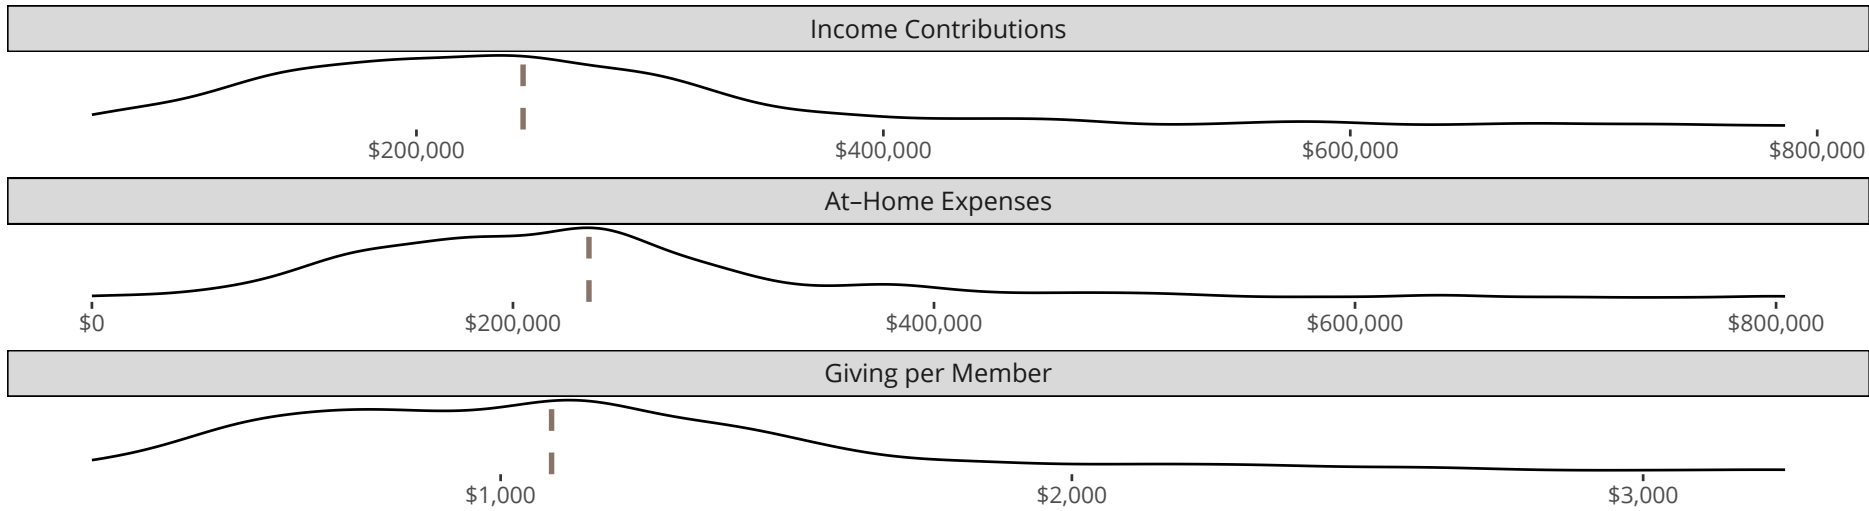 Income Contributions
$200,000 $400,000 $600,000 $800,000
At–Home Expenses
$0 $200,000 $400,000 $600,000 $800,000
Giving per Member
$1,000 $2,000 $3,000